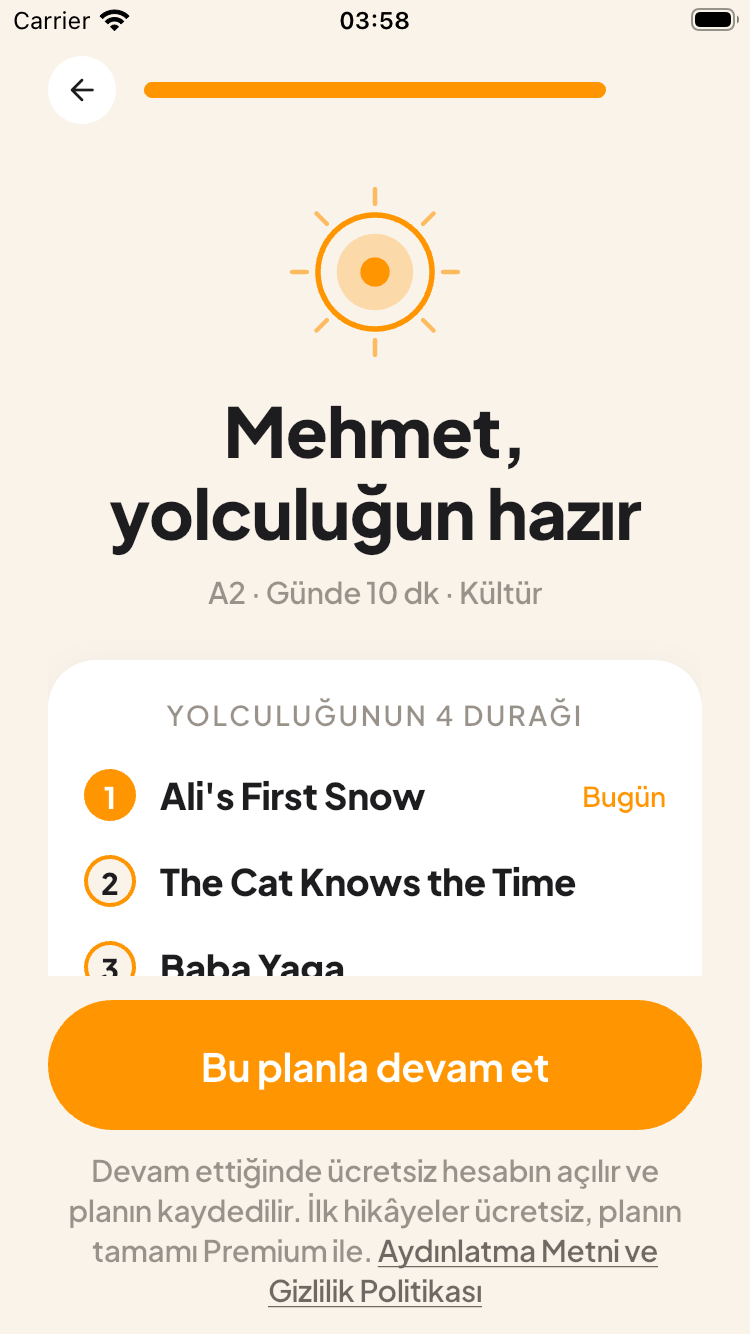 Carrier 03:58
Mehmet,
yolculuğun hazır
A2 · Günde 10 dk · Kültür
YOLCULUĞUNUN 4 DURAĞI
1 Ali's First Snow Bugün
2 The Cat Knows the Time
3 Baba Yaga
Bu planla devam et
Devam ettiğinde ücretsiz hesabın açılır ve
planın kaydedilir. İlk hikâyeler ücretsiz, planın
tamamı Premium ile. Aydınlatma Metni ve
Gizlilik Politikası